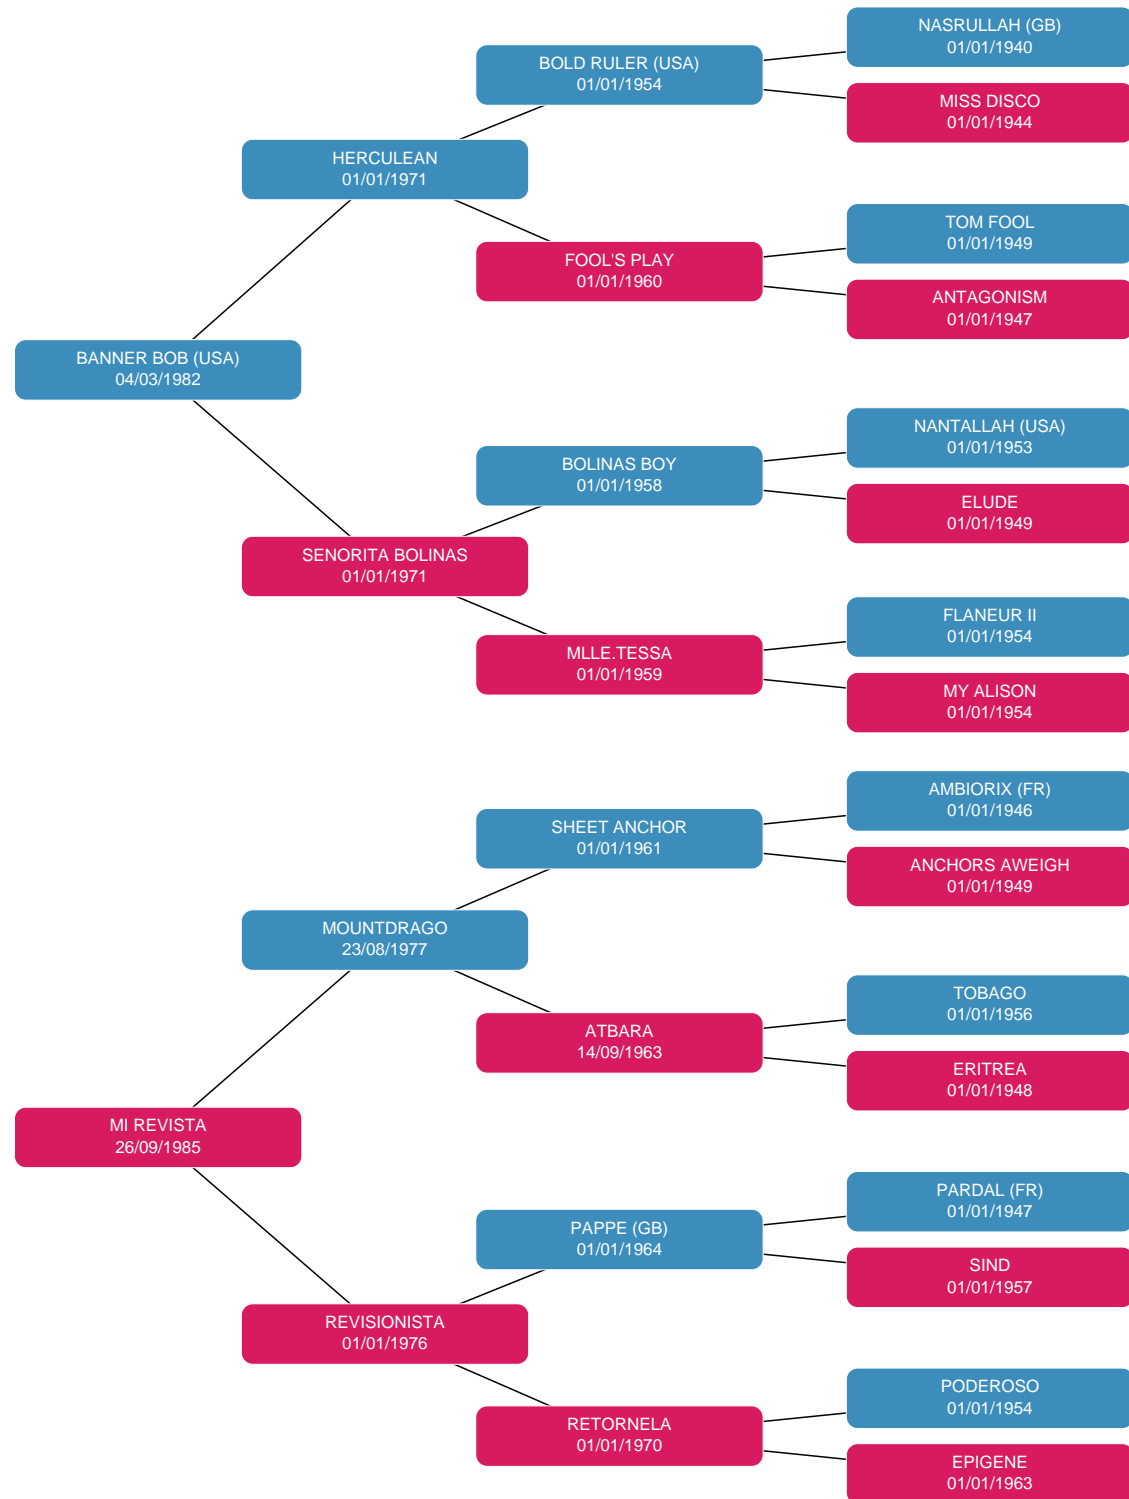 NASRULLAH (GB)
01/01/1940
BOLD RULER (USA)
01/01/1954
MISS DISCO
01/01/1944
HERCULEAN
01/01/1971
TOM FOOL
01/01/1949
FOOL'S PLAY
01/01/1960
ANTAGONISM
01/01/1947
BANNER BOB (USA)
04/03/1982
NANTALLAH (USA)
01/01/1953
BOLINAS BOY
01/01/1958
ELUDE
01/01/1949
SENORITA BOLINAS
01/01/1971
FLANEUR II
01/01/1954
MLLE.TESSA
01/01/1959
MY ALISON
01/01/1954
AMBIORIX (FR)
01/01/1946
SHEET ANCHOR
01/01/1961
ANCHORS AWEIGH
01/01/1949
MOUNTDRAGO
23/08/1977
TOBAGO
01/01/1956
ATBARA
14/09/1963
ERITREA
01/01/1948
MI REVISTA
26/09/1985
PARDAL (FR)
01/01/1947
PAPPE (GB)
01/01/1964
SIND
01/01/1957
REVISIONISTA
01/01/1976
PODEROSO
01/01/1954
RETORNELA
01/01/1970
EPIGENE
01/01/1963